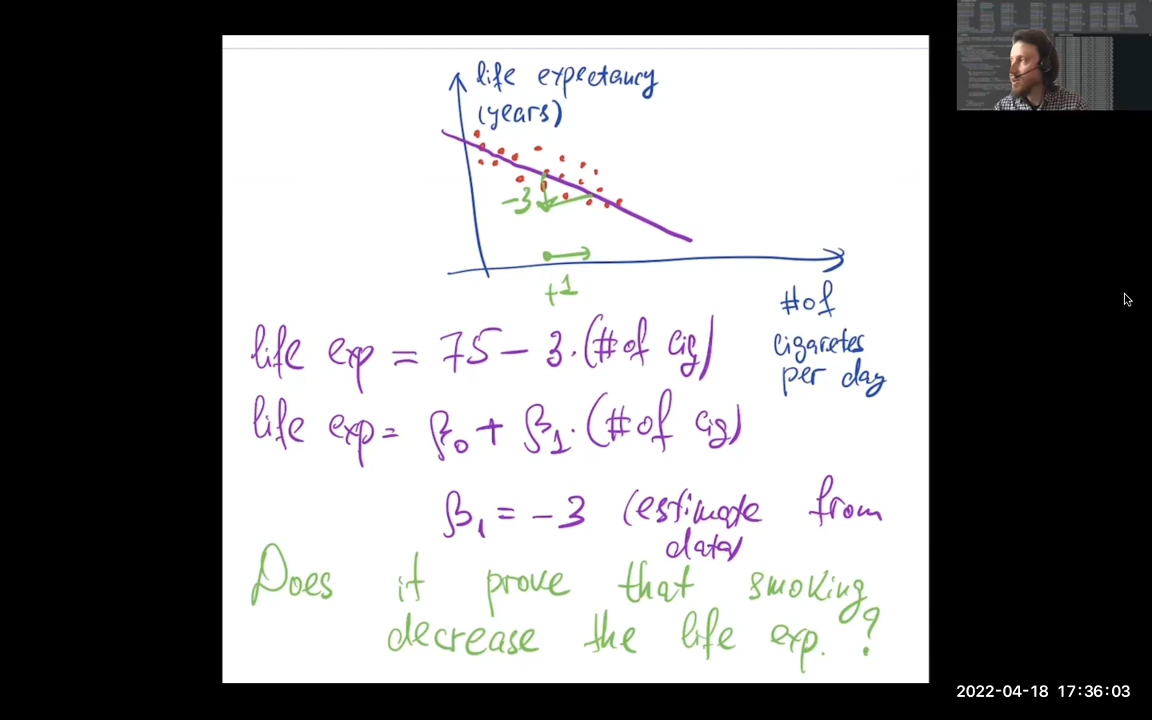 life expectancy
(years)
-3
+1
# of
cigaretes
per day
life exp = 75 - 3·(# of cig)
life exp = β₀ + β₁·(# of cig)
β₁ = -3 (estimate from
data)
Does it prove that smoking
decrease the life exp.?
2022-04-18 17:36:03